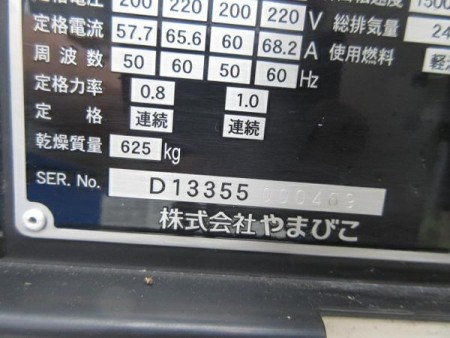 定格電圧 200 220 200 220 V
定格電流 57.7 65.6 60 68.2 A 総排気量 24
周波数 50 60 50 60 Hz 使用燃料 軽
定格力率 0.8 1.0
定格 連続 連続
乾燥質量 625 kg
SER. No. D13355 000489
株式会社やまびこ